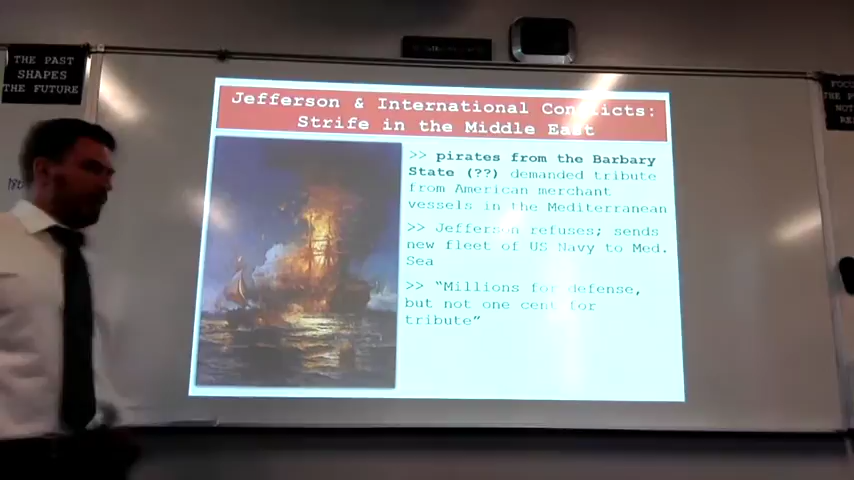 THE PAST
SHAPES
THE FUTURE
Jefferson & International Conflicts:
Strife in the Middle East
>> pirates from the Barbary
State (??) demanded tribute
from American merchant
vessels in the Mediterranean
>> Jefferson refuses; sends
new fleet of US Navy to Med.
Sea
>> “Millions for defense,
but not one cent for
tribute”